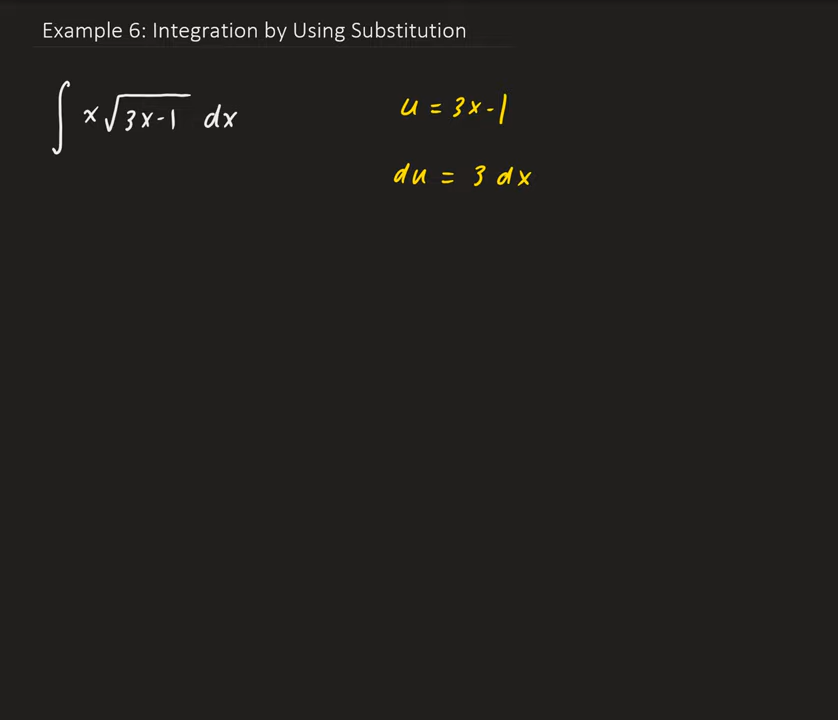 Example 6: Integration by Using Substitution
∫ x√(3x-1) dx
u = 3x-1
du = 3 dx